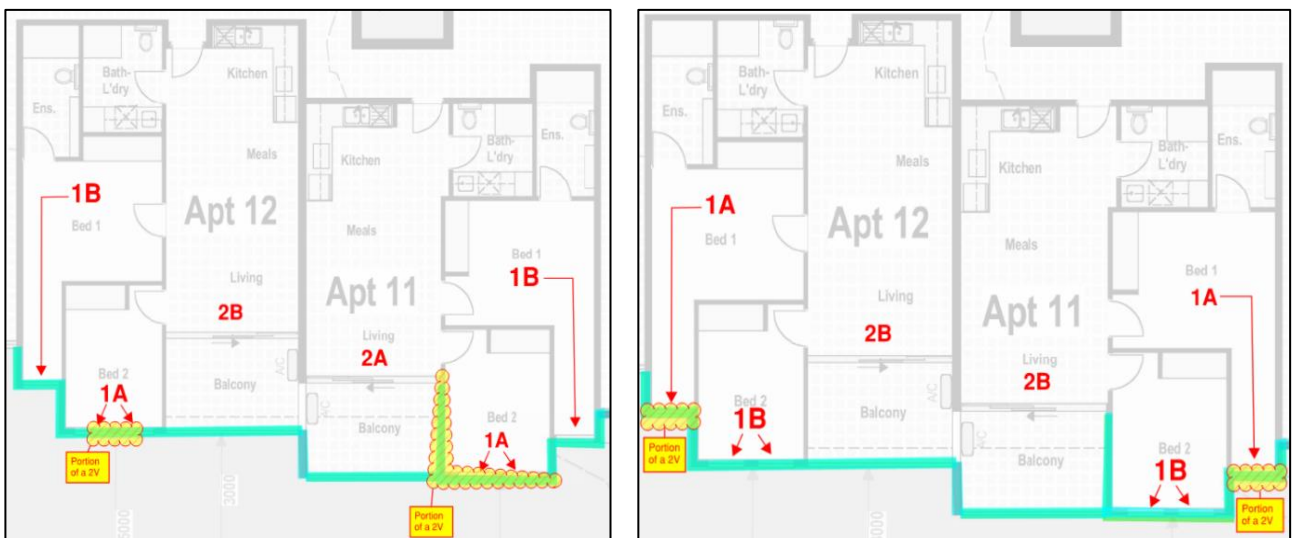 Bath-
L'dry
Kitchen
Ens.
Meals
1B
Bed 1
Apt 12
Living
2B
Bed 2
1A
Balcony
A/C
Portion
of a 2V
5000
3000
Kitchen
Bath-
L'dry
Ens.
Meals
Bed 1
1B
Apt 11
Living
2A
A/C
Balcony
Bed 2
1A
Portion
of a 2V
Bath-
L'dry
Kitchen
Ens.
Meals
1A
Bed 1
Apt 12
Living
2B
Bed 2
1B
Balcony
A/C
Portion
of a 2V
Kitchen
Bath-
L'dry
Ens.
Meals
Bed 1
1A
Apt 11
Living
2B
A/C
Balcony
Bed 2
1B
Portion
of a 2V